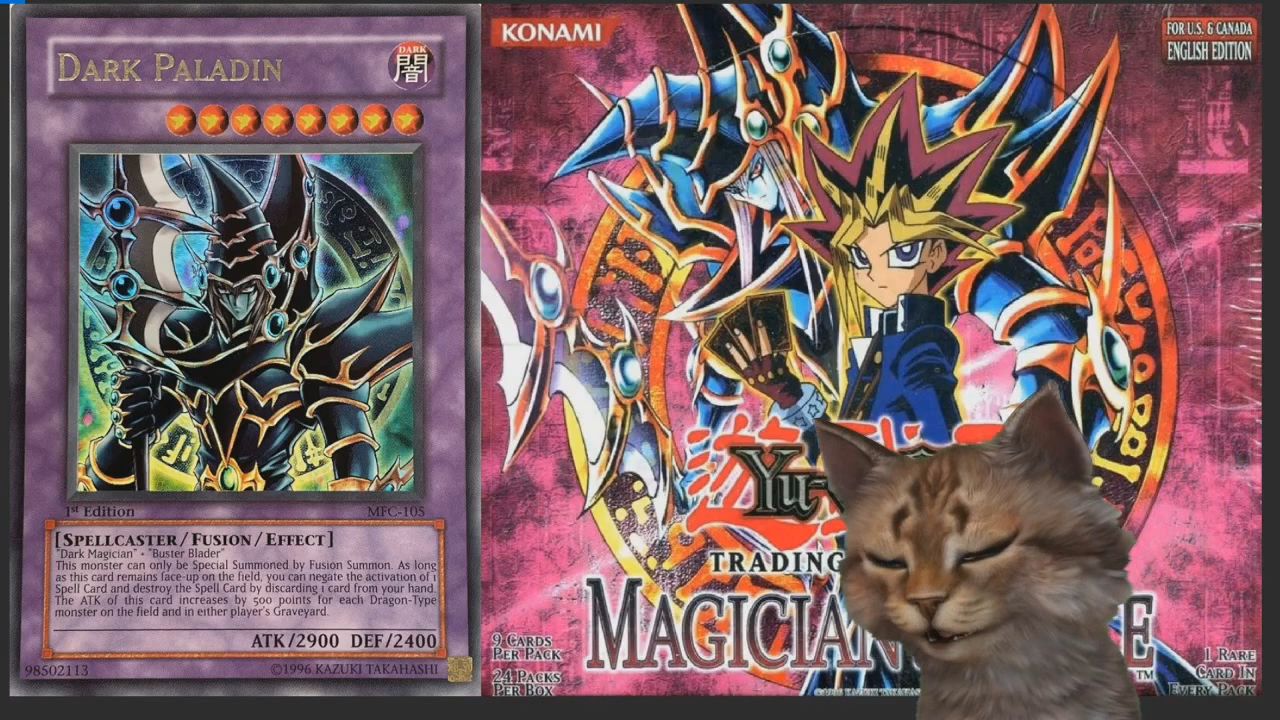 DARK PALADIN
DARK
闇
1st Edition
MFC-105
[SPELLCASTER/FUSION/EFFECT]
"Dark Magician" + "Buster Blader"
This monster can only be Special Summoned by Fusion Summon. As long
as this card remains face-up on the field, you can negate the activation of 1
Spell Card and destroy the Spell Card by discarding 1 card from your hand.
The ATK of this card increases by 500 points for each Dragon-Type
monster on the field and in either player's Graveyard.
ATK/2900 DEF/2400
98502113
©1996 KAZUKI TAKAHASHI
KONAMI
FOR U.S. & CANADA
ENGLISH EDITION
遊
YU-
TRADING
MAGICIAN
E
TM
9 CARDS
PER PACK
24 PACKS
PER BOX
1 RARE
CARD IN
EVERY PACK